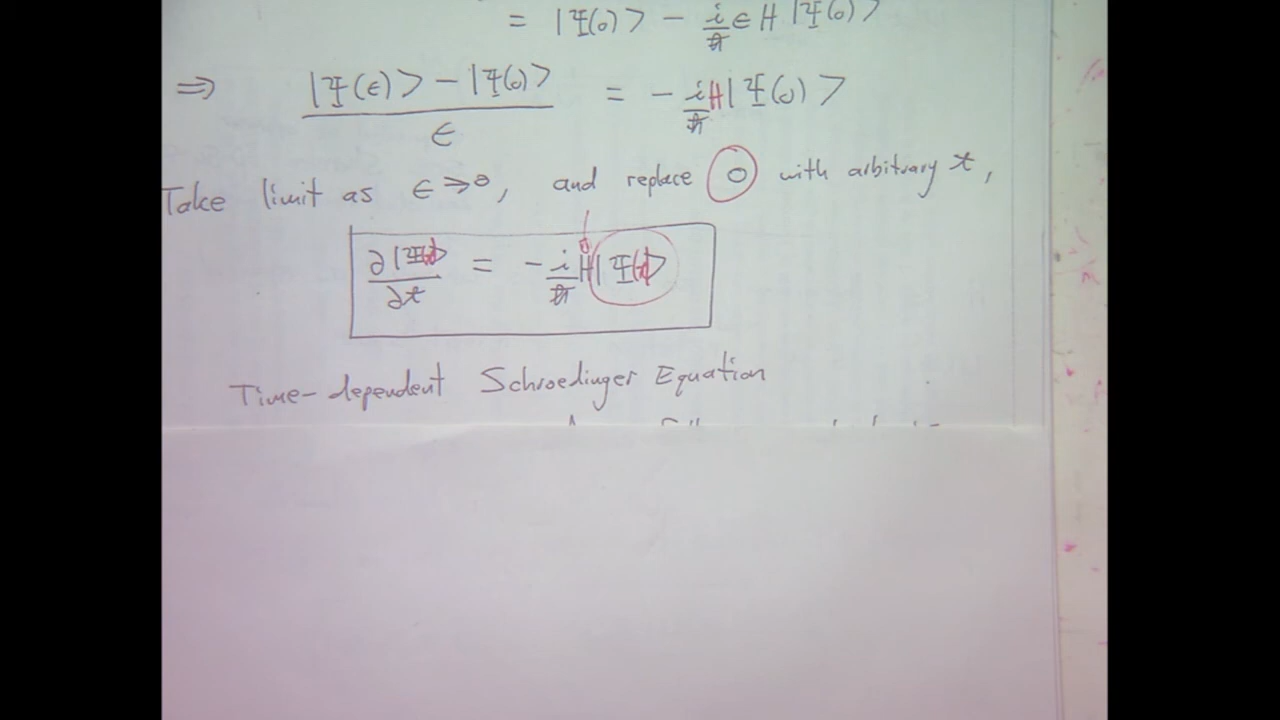 = |Ψ(0)> - i/ħ ϵ H |Ψ(0)>
⇒ |Ψ(ϵ)> - |Ψ(0)> / ϵ = - i/ħ H |Ψ(0)>
Take limit as ϵ → 0, and replace 0 with arbitrary t,
∂|Ψ(t)> / ∂t = - i/ħ H |Ψ(t)>
Time-dependent Schroedinger Equation